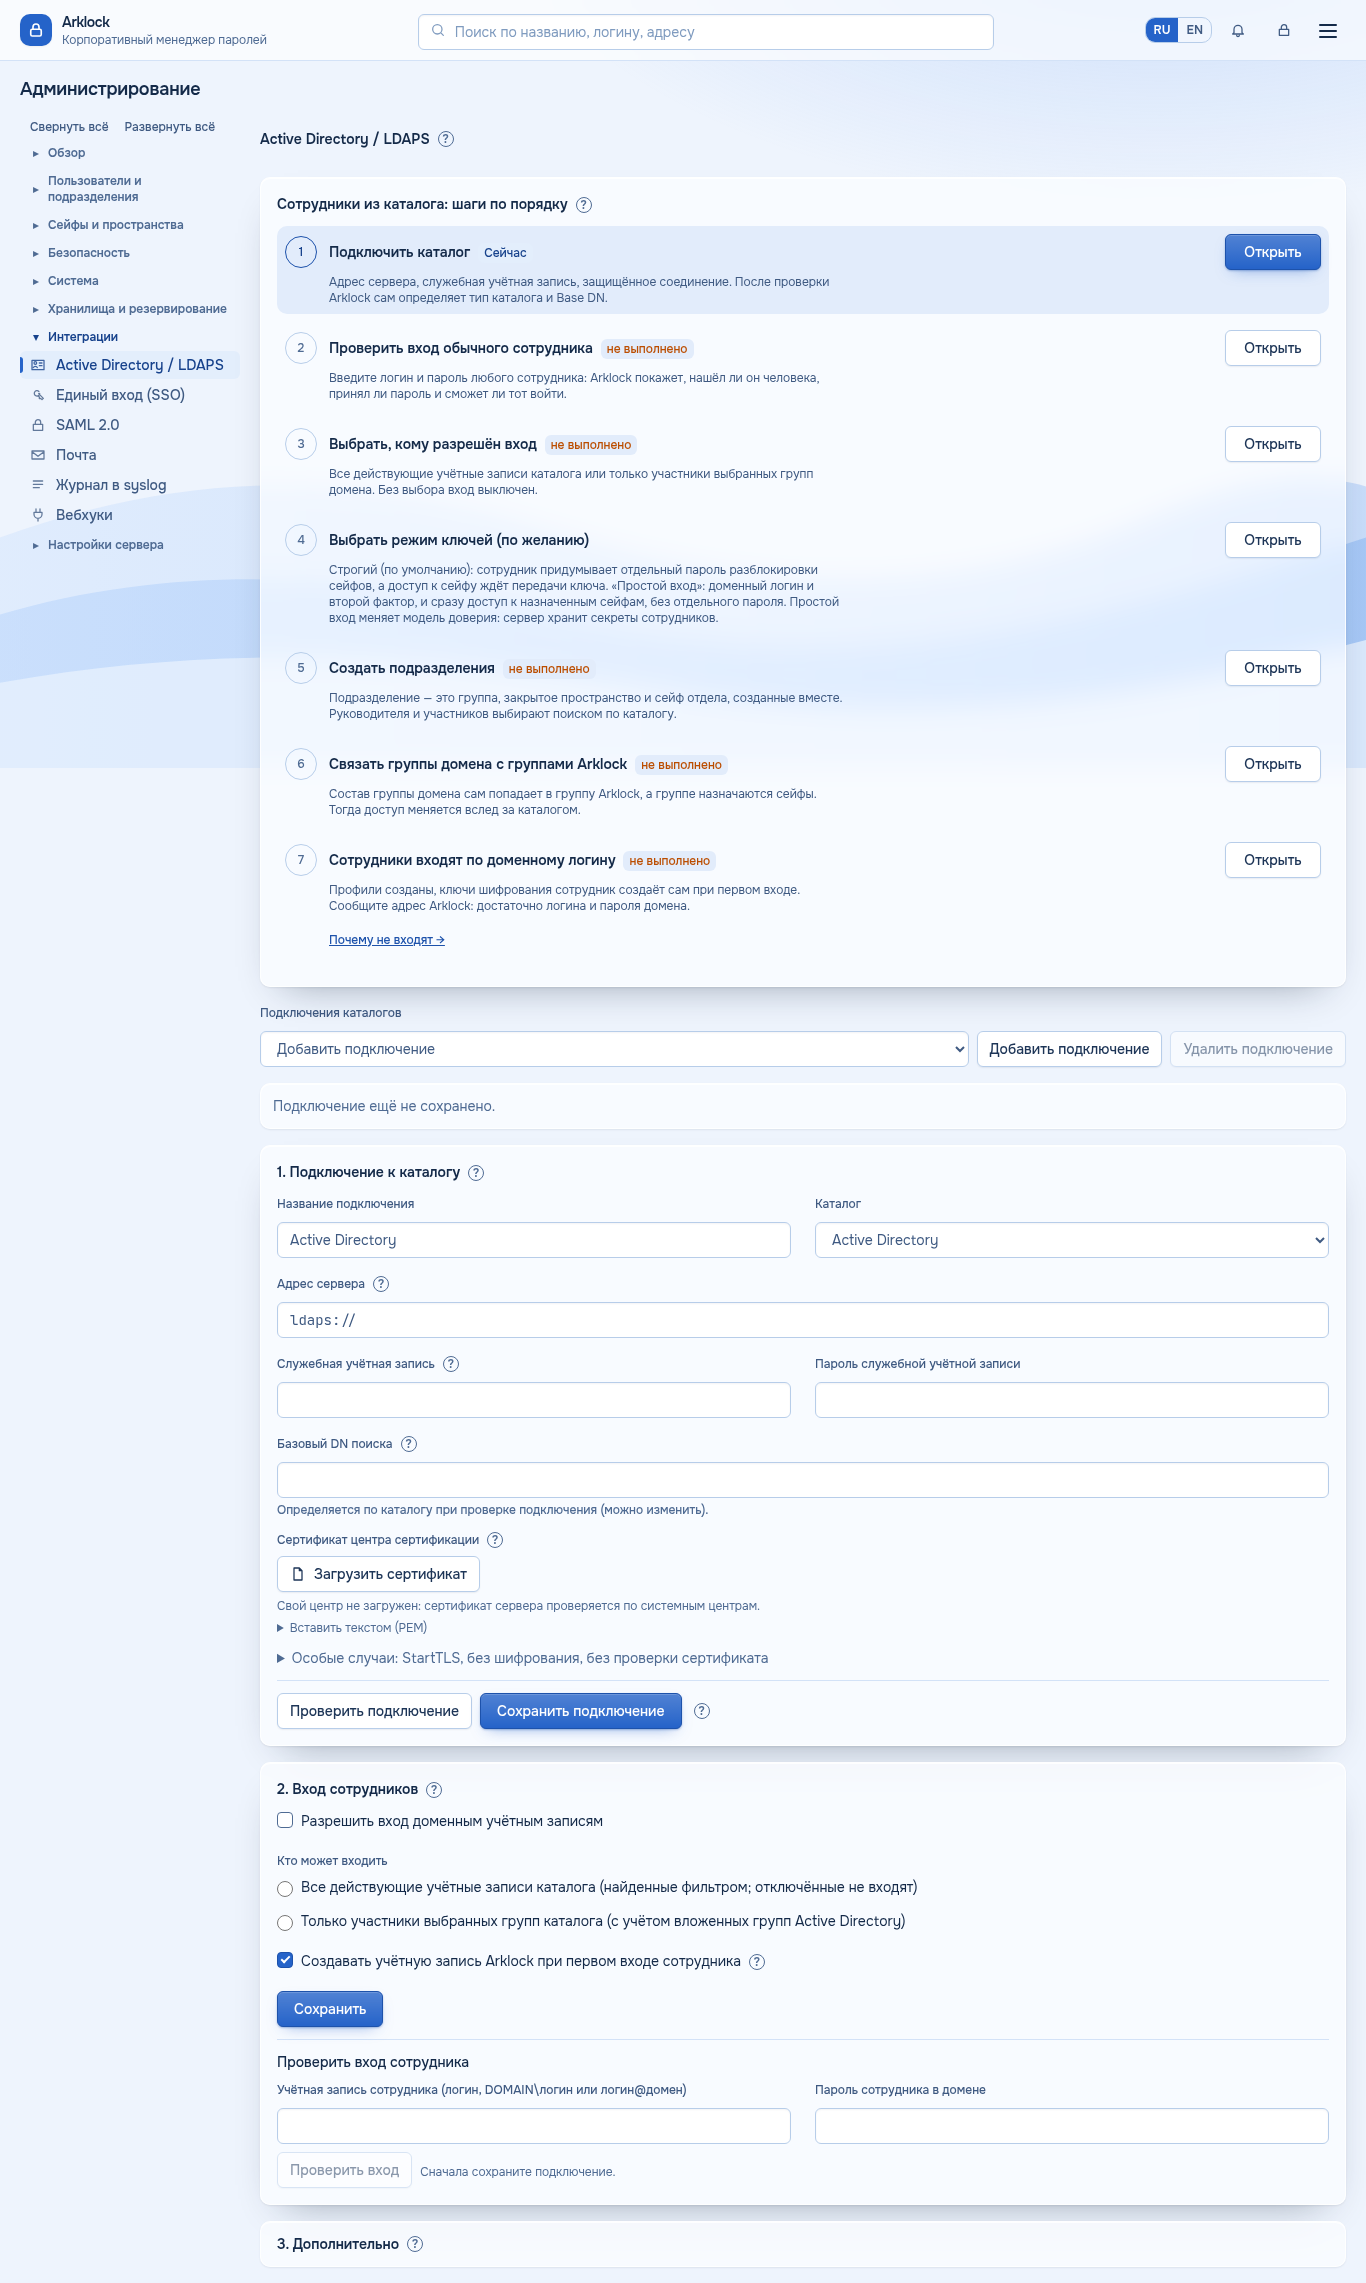 Arklock
Корпоративный менеджер паролей
Поиск по названию, логину, адресу
RU EN
Администрирование
Свернуть всё Развернуть всё
Обзор
Пользователи и
подразделения
Сейфы и пространства
Безопасность
Система
Хранилища и резервирование
Интеграции
Active Directory / LDAPS
Единый вход (SSO)
SAML 2.0
Почта
Журнал в syslog
Вебхуки
Настройки сервера
Active Directory / LDAPS ?
Сотрудники из каталога: шаги по порядку ?
1 Подключить каталог Сейчас Открыть
Адрес сервера, служебная учётная запись, защищённое соединение. После проверки
Arklock сам определяет тип каталога и Base DN.
2 Проверить вход обычного сотрудника не выполнено Открыть
Введите логин и пароль любого сотрудника: Arklock покажет, нашёл ли он человека,
принял ли пароль и сможет ли тот войти.
3 Выбрать, кому разрешён вход не выполнено Открыть
Все действующие учётные записи каталога или только участники выбранных групп
домена. Без выбора вход выключен.
4 Выбрать режим ключей (по желанию) Открыть
Строгий (по умолчанию): сотрудник придумывает отдельный пароль разблокировки
сейфов, а доступ к сейфу ждёт передачи ключа. «Простой вход»: доменный логин и
второй фактор, и сразу доступ к назначенным сейфам, без отдельного пароля. Простой
вход меняет модель доверия: сервер хранит секреты сотрудников.
5 Создать подразделения не выполнено Открыть
Подразделение — это группа, закрытое пространство и сейф отдела, созданные вместе.
Руководителя и участников выбирают поиском по каталогу.
6 Связать группы домена с группами Arklock не выполнено Открыть
Состав группы домена сам попадает в группу Arklock, а группе назначаются сейфы.
Тогда доступ меняется вслед за каталогом.
7 Сотрудники входят по доменному логину не выполнено Открыть
Профили созданы, ключи шифрования сотрудник создаёт сам при первом входе.
Сообщите адрес Arklock: достаточно логина и пароля домена.
Почему не входят →
Подключения каталогов
Добавить подключение Добавить подключение Удалить подключение
Подключение ещё не сохранено.
1. Подключение к каталогу ?
Название подключения Каталог
Active Directory Active Directory
Адрес сервера ?
ldaps://
Служебная учётная запись ? Пароль служебной учётной записи
Базовый DN поиска ?
Определяется по каталогу при проверке подключения (можно изменить).
Сертификат центра сертификации ?
Загрузить сертификат
Свой центр не загружен: сертификат сервера проверяется по системным центрам.
Вставить текстом (PEM)
Особые случаи: StartTLS, без шифрования, без проверки сертификата
Проверить подключение Сохранить подключение ?
2. Вход сотрудников ?
Разрешить вход доменным учётным записям
Кто может входить
Все действующие учётные записи каталога (найденные фильтром; отключённые не входят)
Только участники выбранных групп каталога (с учётом вложенных групп Active Directory)
Создавать учётную запись Arklock при первом входе сотрудника ?
Сохранить
Проверить вход сотрудника
Учётная запись сотрудника (логин, DOMAIN\логин или логин@домен) Пароль сотрудника в домене
Проверить вход Сначала сохраните подключение.
3. Дополнительно ?